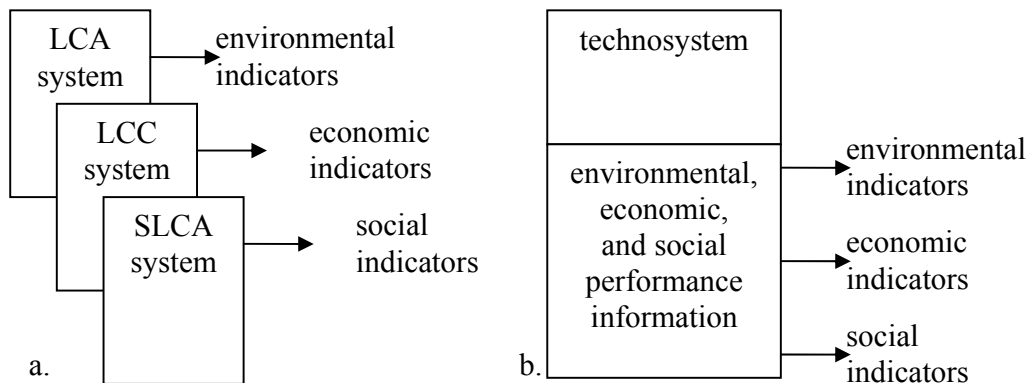 LCA
system
environmental
indicators
LCC
system
economic
indicators
SLCA
system
social
indicators
a.
technosystem
environmental,
economic,
and social
performance
information
environmental
indicators
economic
indicators
social
indicators
b.